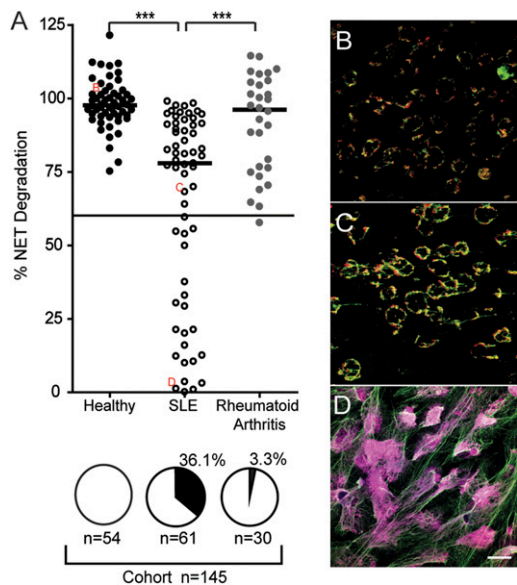 A
***
***
125
100
75
50
25
0
% NET Degradation
B
C
D
Healthy
SLE
Rheumatoid
Arthritis
36.1%
3.3%
n=54
n=61
n=30
Cohort n=145
B
C
D